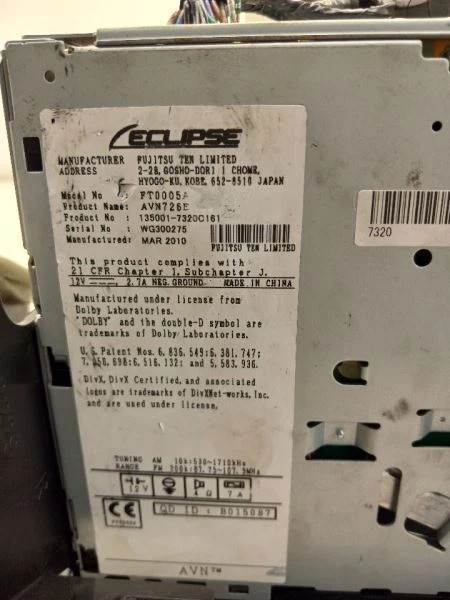 ECLIPSE
MANUFACTURER FUJITSU TEN LIMITED
ADDRESS 2-28, GOSHO-DORI 1 CHOME,
HYOGO-KU, KOBE 652-8510 JAPAN
Model No : FT0005A
Product Name: AVN726E
Product No : 135001-7320C161
Serial No : WG300275
Manufactured: MAR 2010
FUJITSU TEN LIMITED
This product complies with
21 CFR Chapter 1, Subchapter J.
12V 2.7A NEG. GROUND MADE IN CHINA
Manufactured under license from
Dolby Laboratories.
"DOLBY" and the double-D symbol are
trademarks of Dolby Laboratories.
U.S. Patent Nos. 6,836,549; 6,381,747;
7,050,698; 6,516,132; and 5,583,936.
DivX, DivX Certified, and associated
logos are trademarks of DivXNet-works, Inc.
and are used under license.
TUNING AM 10k:530~1710kHz
RANGE FM 200k:87.75~107.9MHz
12V 4Ω 7A
CE
QD ID : B015087
AVN™
7320